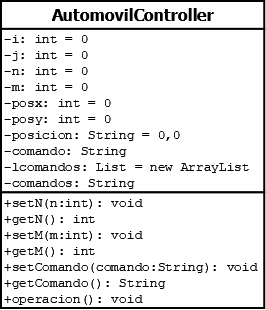 AutomovilController
-i: int = 0
-j: int = 0
-n: int = 0
-m: int = 0
-posx: int = 0
-posy: int = 0
-posicion: String = 0,0
-comando: String
-lcomandos: List = new ArrayList
-comandos: String
+setN(n:int): void
+getN(): int
+setM(m:int): void
+getM(): int
+setComando(comando:String): void
+getComando(): String
+operacion(): void